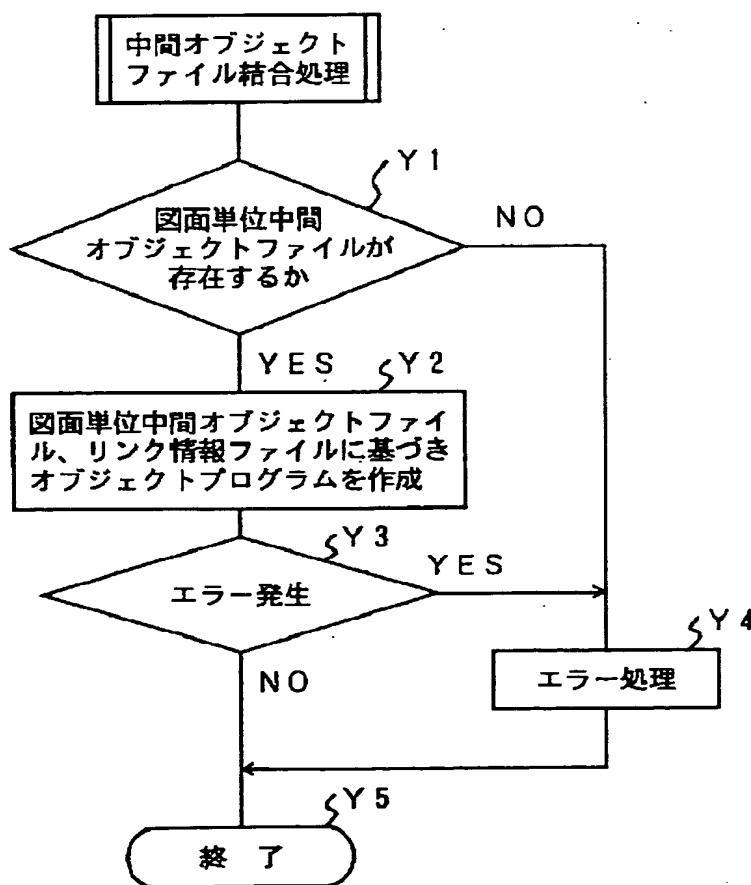 中間オブジェクト
ファイル結合処理
Y1
図面単位中間
オブジェクトファイルが
存在するか
NO
YES
Y2
図面単位中間オブジェクトファイ
ル、リンク情報ファイルに基づき
オブジェクトプログラムを作成
Y3
エラー発生
YES
NO
Y4
エラー処理
Y5
終了